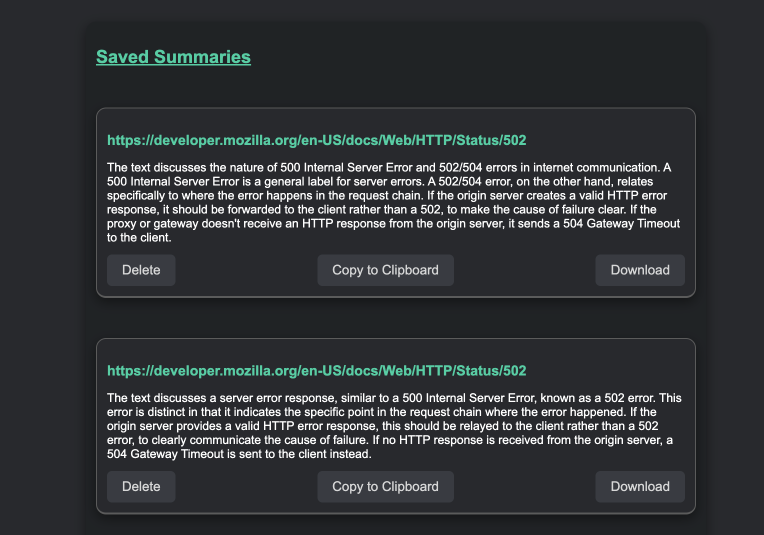 Saved Summaries
https://developer.mozilla.org/en-US/docs/Web/HTTP/Status/502
The text discusses the nature of 500 Internal Server Error and 502/504 errors in internet communication. A
500 Internal Server Error is a general label for server errors. A 502/504 error, on the other hand, relates
specifically to where the error happens in the request chain. If the origin server creates a valid HTTP error
response, it should be forwarded to the client rather than a 502, to make the cause of failure clear. If the
proxy or gateway doesn't receive an HTTP response from the origin server, it sends a 504 Gateway Timeout
to the client.
Delete Copy to Clipboard Download
https://developer.mozilla.org/en-US/docs/Web/HTTP/Status/502
The text discusses a server error response, similar to a 500 Internal Server Error, known as a 502 error. This
error is distinct in that it indicates the specific point in the request chain where the error happened. If the
origin server provides a valid HTTP error response, this should be relayed to the client rather than a 502
error, to clearly communicate the cause of failure. If no HTTP response is received from the origin server, a
504 Gateway Timeout is sent to the client instead.
Delete Copy to Clipboard Download